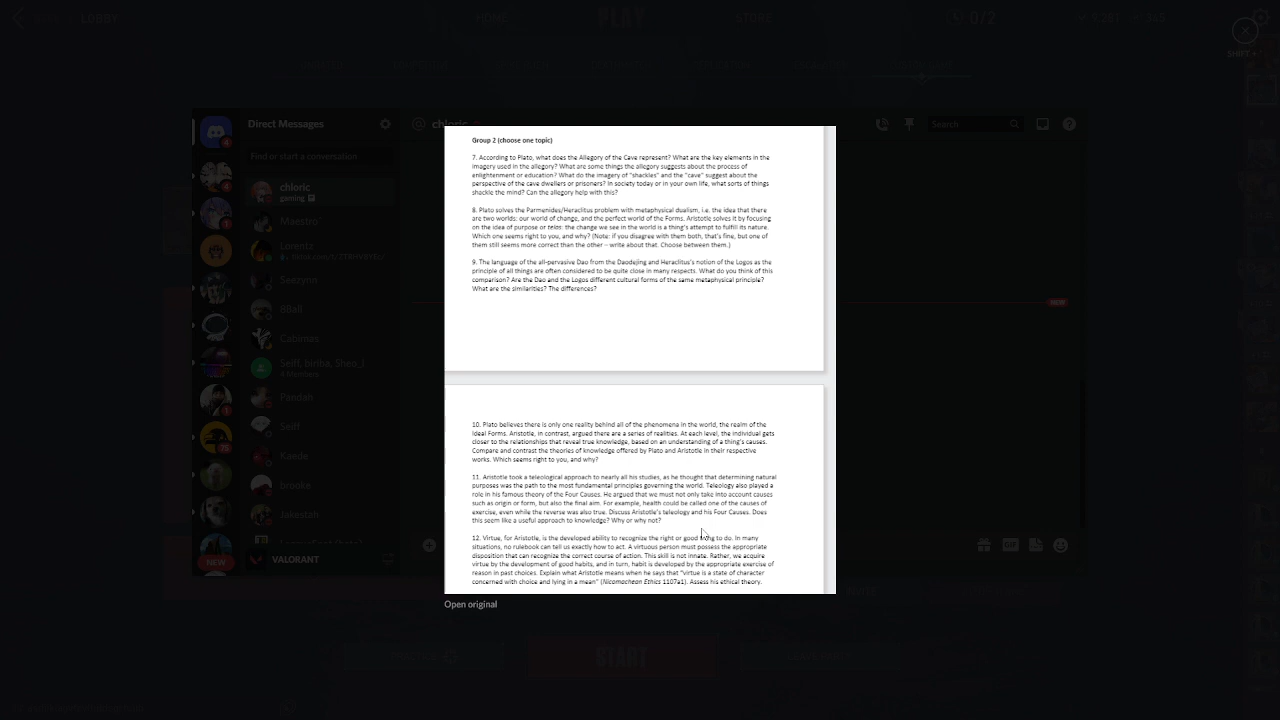 LOBBY
PLAY
STORE
0/2
SHIFT +
Direct Messages
chloric
Search
Find or start a conversation
chloric
gaming
Maestro
Lorents
Seezynn
8Ball
Cabimas
Seiff, binba, Sheo_(
4 Members
Pandah
Seiff
Kaede
brooke
Jakestan
NEW
VALORANT
NEW
Group 2 (choose one topic)
7. According to Plato, what does the Allegory of the Cave represent? What are the key elements in the
imagery used in the allegory? What are some things the allegory suggests about the process of
enlightenment or education? What do the imagery of "shackles" and the "cave" suggest about the
perspective of the cave dwellers or prisoners? In society today or in your own life, what sorts of things
shackle the mind? Can the allegory help with this?
8. Plato solves the Parmenides/Heraclitus problem with metaphysical dualism, i.e. the idea that there
are two worlds: our world of change, and the perfect world of the Forms. Aristotle solves it by focusing
on the idea of purpose or telos: the change we see in the world is a thing's attempt to fulfill its nature.
Which one seems right to you, and why? (Note: if you disagree with them both, that's fine, but one of
them still seems more correct than the other – write about that. Choose between them.)
9. The language of the all-pervasive Dao from the Daodejing and Heraclitus's notion of the Logos as the
principle of all things are often considered to be quite close in many respects. What do you think of this
comparison? Are the Dao and the Logos different cultural forms of the same metaphysical principle?
What are the similarities? The differences?
10. Plato believes there is only one reality behind all of the phenomena in the world, the realm of the
Ideal Forms. Aristotle, in contrast, argued there are a series of realities. At each level, the individual gets
closer to the relationships that reveal true knowledge, based on an understanding of a thing's causes.
Compare and contrast the theories of knowledge offered by Plato and Aristotle in their respective
works. Which seems right to you, and why?
11. Aristotle took a teleological approach to nearly all his studies, as he thought that determining natural
purposes was the path to the most fundamental principles governing the world. Teleology also played a
role in his famous theory of the Four Causes. He argued that we must not only take into account causes
such as origin or form, but also the final aim. For example, health could be called one of the causes of
exercise, even while the reverse was also true. Discuss Aristotle's teleology and his Four Causes. Does
this seem like a useful approach to knowledge? Why or why not?
12. Virtue, for Aristotle, is the developed ability to recognize the right or good thing to do. In many
situations, no rulebook can tell us exactly how to act. A virtuous person must possess the appropriate
disposition that can recognize the correct course of action. This skill is not innate. Rather, we acquire
virtue by the development of good habits, and in turn, habit is developed by the appropriate exercise of
reason in past choices. Explain what Aristotle means when he says that "virtue is a state of character
concerned with choice and lying in a mean" (Nicomachean Ethics 1107a1). Assess his ethical theory.
Open original
START